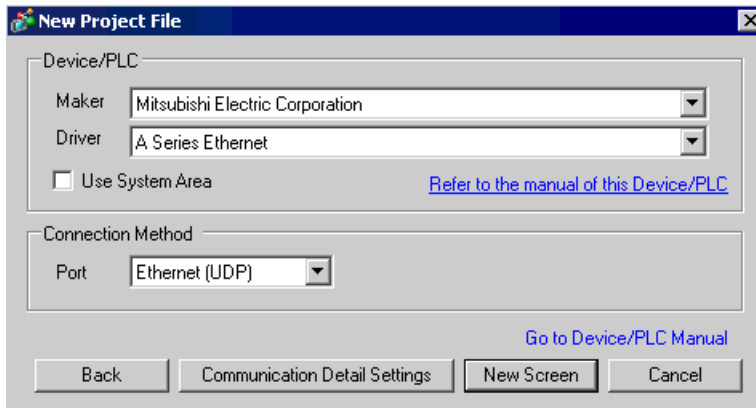 New Project File
Device/PLC
Maker Mitsubishi Electric Corporation
Driver A Series Ethernet
Use System Area Refer to the manual of this Device/PLC
Connection Method
Port Ethernet (UDP)
Go to Device/PLC Manual
Back Communication Detail Settings New Screen Cancel